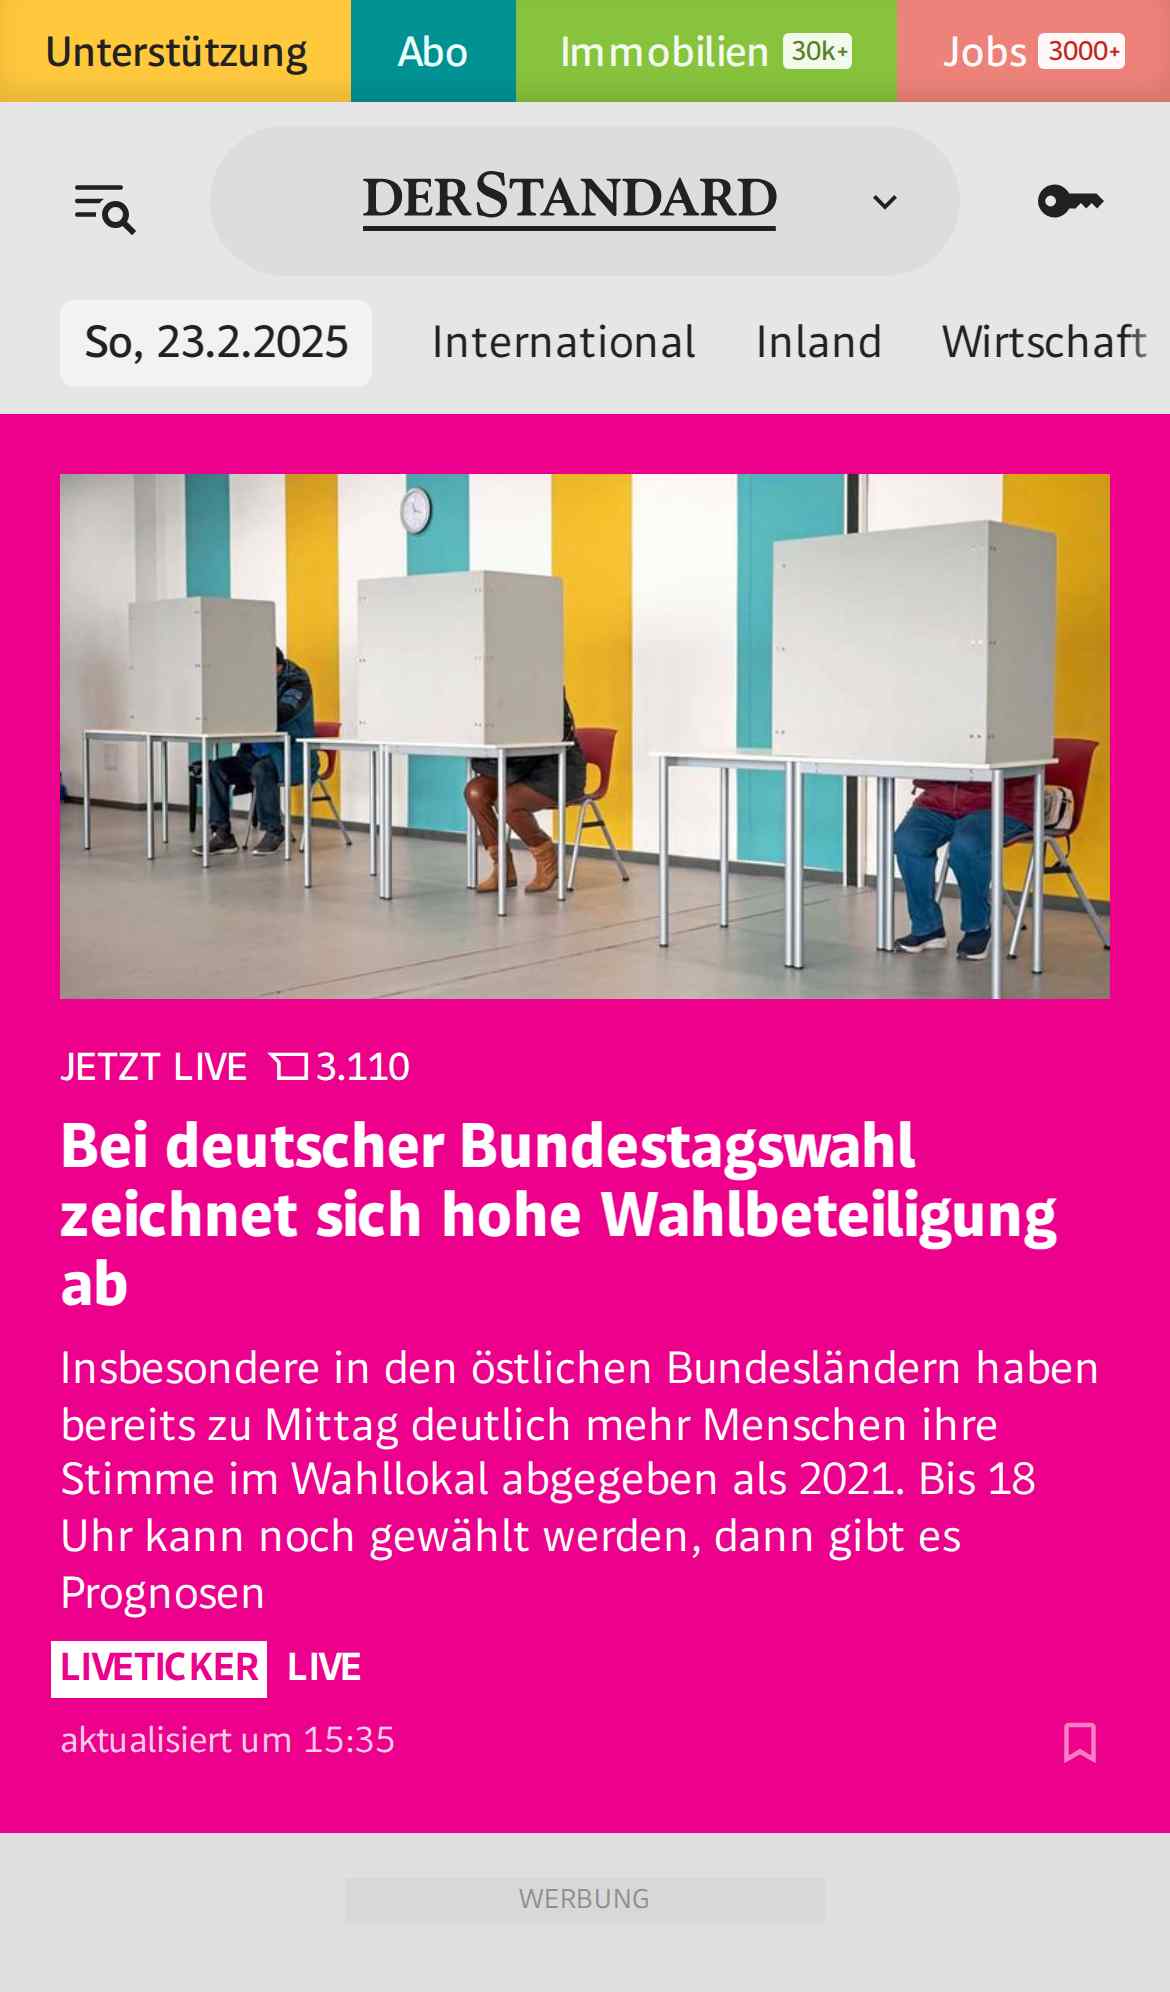 Unterstützung Abo Immobilien 30k+ Jobs 3000+
DERSTANDARD
So, 23.2.2025 International Inland Wirtschaft
JETZT LIVE 3.110
Bei deutscher Bundestagswahl
zeichnet sich hohe Wahlbeteiligung
ab
Insbesondere in den östlichen Bundesländern haben
bereits zu Mittag deutlich mehr Menschen ihre
Stimme im Wahllokal abgegeben als 2021. Bis 18
Uhr kann noch gewählt werden, dann gibt es
Prognosen
LIVETICKER LIVE
aktualisiert um 15:35
WERBUNG